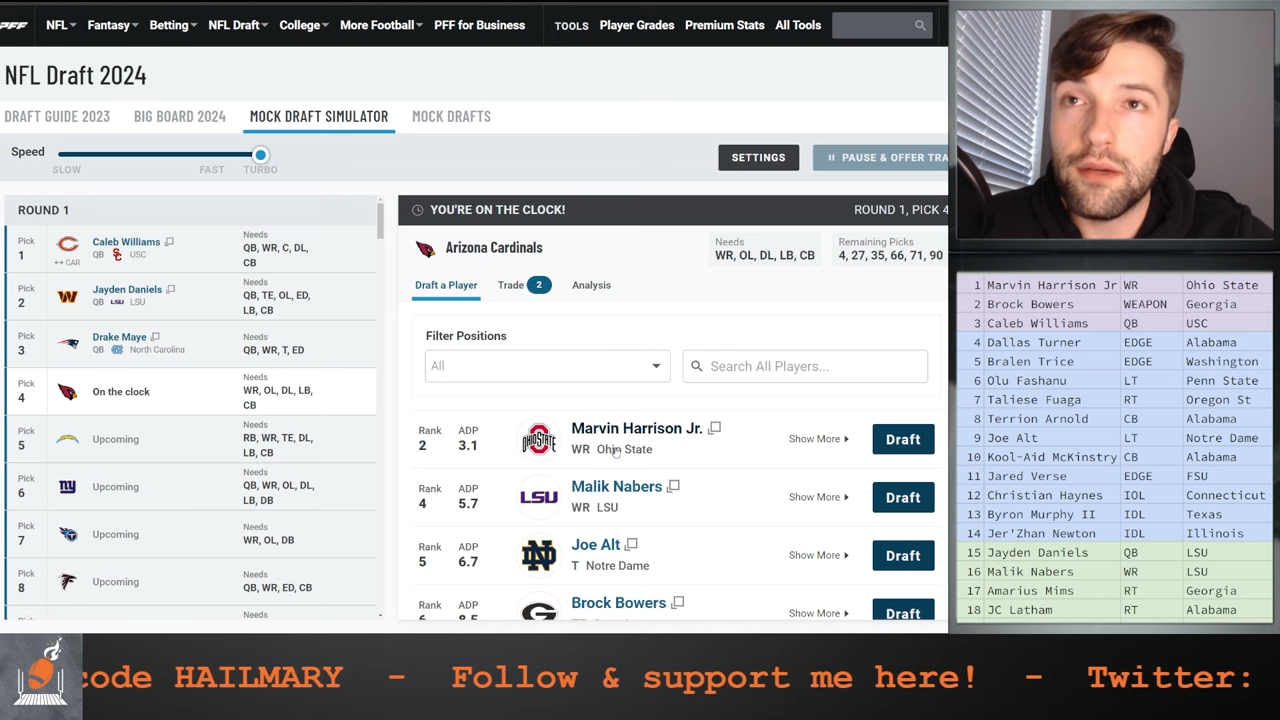 PFF NFL Fantasy Betting NFL Draft College More Football PFF for Business TOOLS Player Grades Premium Stats All Tools
NFL Draft 2024
DRAFT GUIDE 2023 BIG BOARD 2024 MOCK DRAFT SIMULATOR MOCK DRAFTS
Speed
SLOW FAST TURBO
SETTINGS
PAUSE & OFFER TRA
ROUND 1
Pick 1
CAR
Caleb Williams
QB SC USC
Needs
QB, WR, C, DL,
CB
Pick 2
W
Jayden Daniels
QB LSU LSU
Needs
QB, TE, OL, ED,
LB, CB
Pick 3
Drake Maye
QB North Carolina
Needs
QB, WR, T, ED
Pick 4
On the clock
Needs
WR, OL, DL, LB,
CB
Pick 5
Upcoming
Needs
RB, WR, TE, DL,
LB, CB
Pick 6
ny
Upcoming
Needs
QB, WR, OL, DL,
LB, DB
Pick 7
Upcoming
Needs
WR, OL, DB
Pick 8
Upcoming
Needs
QB, WR, ED, CB
Pick
Needs
YOU'RE ON THE CLOCK!
ROUND 1, PICK 4
Arizona Cardinals
Needs
WR, OL, DL, LB, CB
Remaining Picks
4, 27, 35, 66, 71, 90
Draft a Player Trade 2 Analysis
Filter Positions
All
Search All Players...
Rank 2
ADP 3.1
OHIO STATE
Marvin Harrison Jr.
WR Ohio State
Show More
Draft
Rank 4
ADP 5.7
LSU
Malik Nabers
WR LSU
Show More
Draft
Rank 5
ADP 6.7
ND
Joe Alt
T Notre Dame
Show More
Draft
Rank
ADP
G
Brock Bowers
Show More
Draft
1 Marvin Harrison Jr WR Ohio State
2 Brock Bowers WEAPON Georgia
3 Caleb Williams QB USC
4 Dallas Turner EDGE Alabama
5 Bralen Trice EDGE Washington
6 Olu Fashanu LT Penn State
7 Taliese Fuaga RT Oregon St
8 Terrion Arnold CB Alabama
9 Joe Alt LT Notre Dame
10 Kool-Aid McKinstry CB Alabama
11 Jared Verse EDGE FSU
12 Christian Haynes IOL Connecticut
13 Byron Murphy II IDL Texas
14 Jer'Zhan Newton IDL Illinois
15 Jayden Daniels QB LSU
16 Malik Nabers WR LSU
17 Amarius Mims RT Georgia
18 JC Latham RT Alabama
code HAILMARY - Follow & support me here! - Twitter: